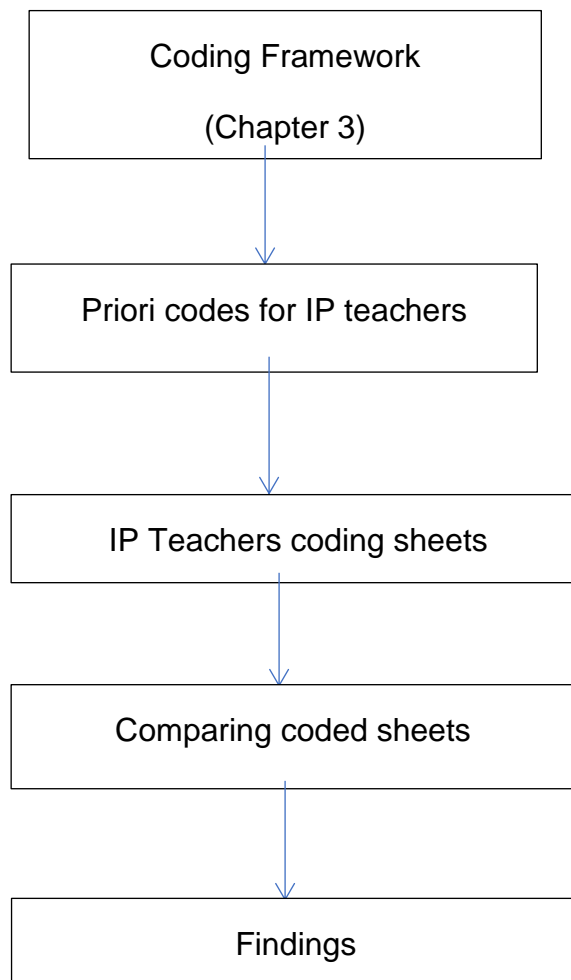 Coding Framework
(Chapter 3)
Priori codes for IP teachers
IP Teachers coding sheets
Comparing coded sheets
Findings